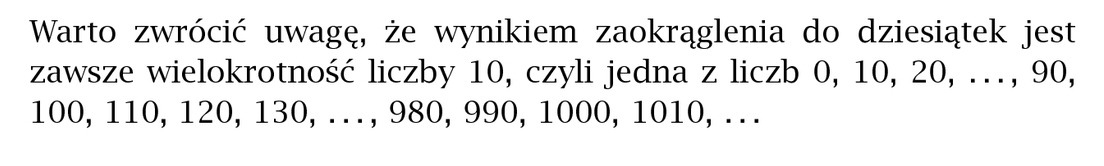 Warto zwrócić uwagę, że wynikiem zaokrąglenia do dziesiątek jest
zawsze wielokrotność liczby 10, czyli jedna z liczb 0, 10, 20, ..., 90,
100, 110, 120, 130, ..., 980, 990, 1000, 1010, ...